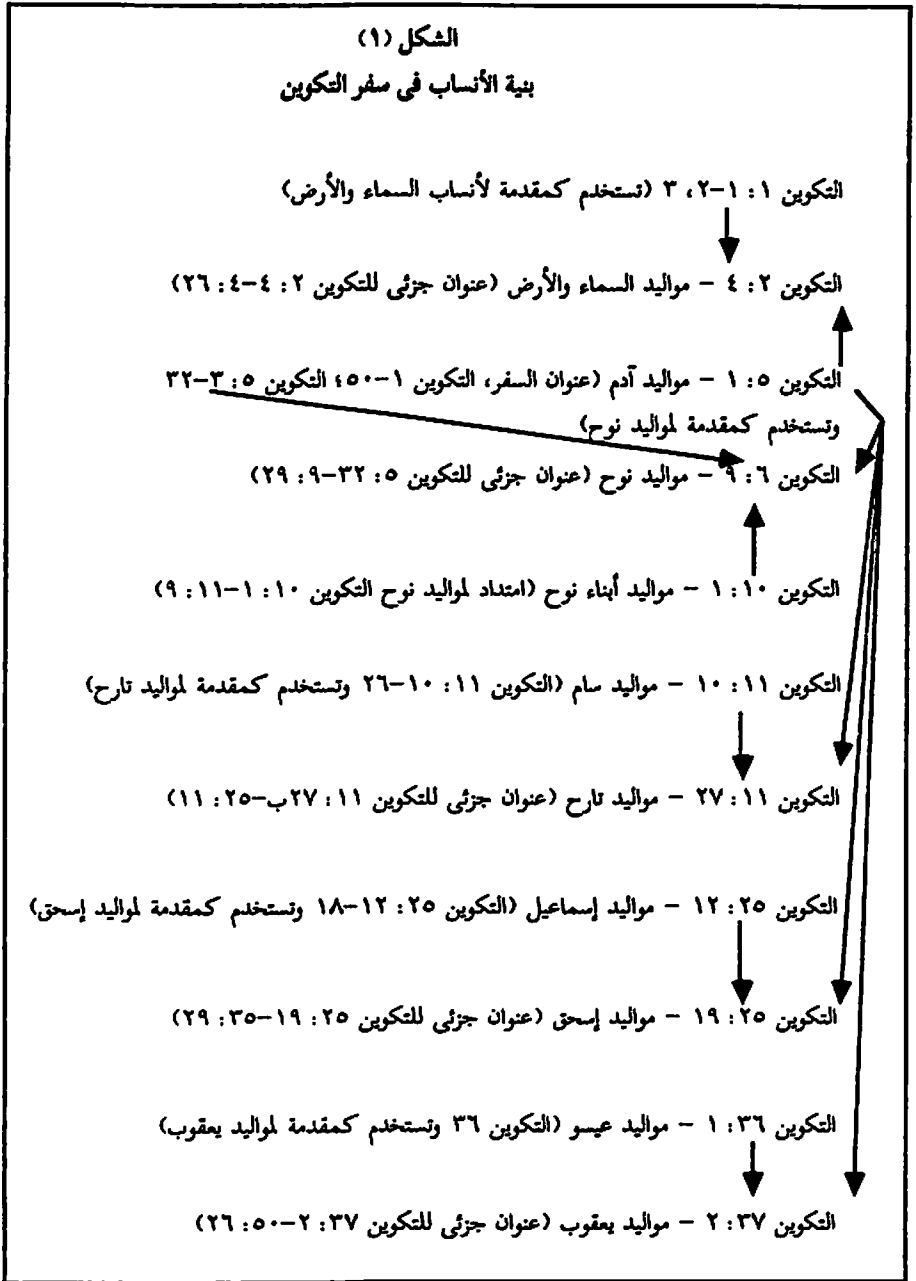 الشكل (١)
بنية الأنساب فى سفر التكوين
التكوين ١ : ١-٢، ٣ (تستخدم كمقدمة لأنساب السماء والأرض)
التكوين ٢ : ٤ - مواليد السماء والأرض (عنوان جزئى للتكوين ٢ : ٤-٤ : ٢٦)
التكوين ٥ : ١ - مواليد آدم (عنوان السفر، التكوين ١-٥٠؛ التكوين ٥ : ٣-٣٢
وتستخدم كمقدمة لمواليد نوح)
التكوين ٦ : ٩ - مواليد نوح (عنوان جزئى للتكوين ٥ : ٣٢-٩ : ٢٩)
التكوين ١٠ : ١ - مواليد أبناء نوح (امتداد لمواليد نوح التكوين ١٠ : ١-١١ : ٩)
التكوين ١١ : ١٠ - مواليد سام (التكوين ١١ : ١٠-٢٦ وتستخدم كمقدمة لمواليد تارح)
التكوين ١١ : ٢٧ - مواليد تارح (عنوان جزئى للتكوين ١١ : ٢٧ب-٢٥ : ١١)
التكوين ٢٥ : ١٢ - مواليد إسماعيل (التكوين ٢٥ : ١٢-١٨ وتستخدم كمقدمة لمواليد إسحق)
التكوين ٢٥ : ١٩ - مواليد إسحق (عنوان جزئى للتكوين ٢٥ : ١٩-٣٥ : ٢٩)
التكوين ٣٦ : ١ - مواليد عيسو (التكوين ٣٦ وتستخدم كمقدمة لمواليد يعقوب)
التكوين ٣٧ : ٢ - مواليد يعقوب (عنوان جزئى للتكوين ٣٧ : ٢-٥٠ : ٢٦)